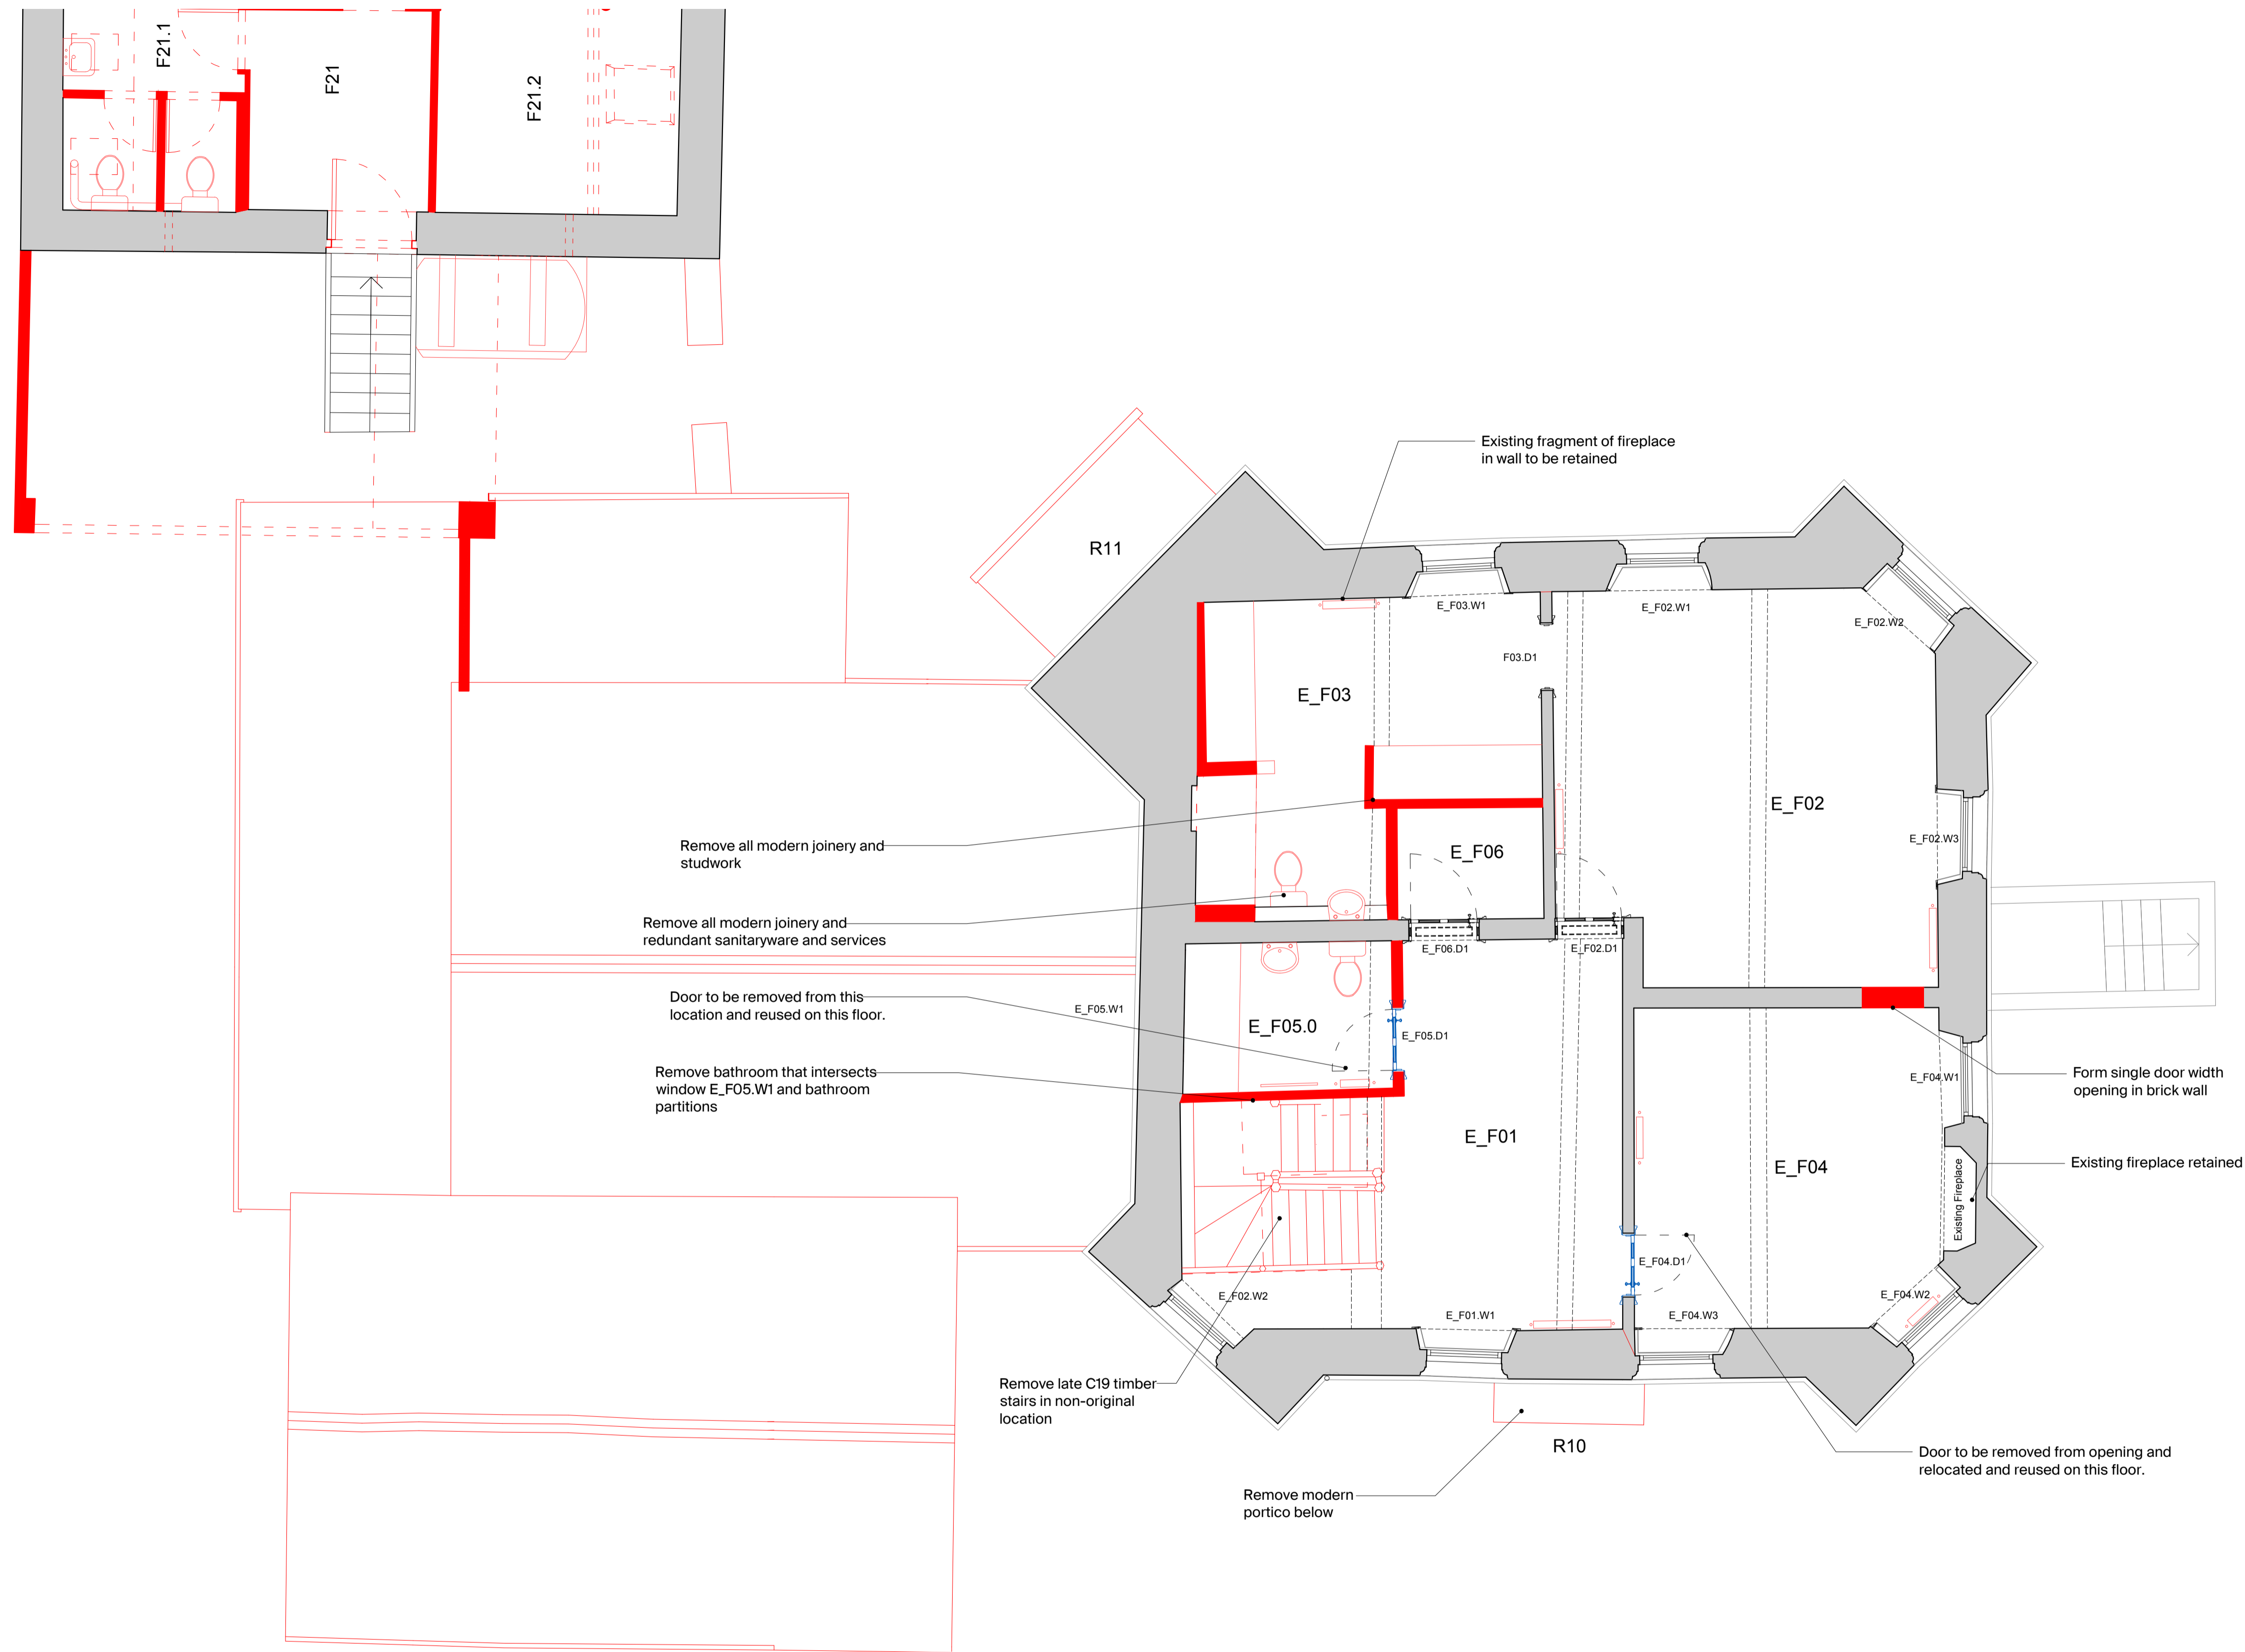 F21.1
F21
F21.2
Existing fragment of fireplace
in wall to be retained
R11
E_F03.W1
E_F02.W1
E_F02.W2
F03.D1
E_F03
E_F02
E_F02.W3
Remove all modern joinery and
studwork
E_F06
Remove all modern joinery and
redundant sanitaryware and services
E_F06.D1
E_F02.D1
Door to be removed from this
location and reused on this floor.
E_F05.W1
E_F05.0
E_F05.D1
Remove bathroom that intersects
window E_F05.W1 and bathroom
partitions
E_F04.W1
Form single door width
opening in brick wall
E_F01
E_F04
Existing fireplace retained
Existing Fireplace
E_F04.D1
E_F02.W2
E_F04.W2
E_F01.W1
E_F04.W3
Remove late C19 timber
stairs in non-original
location
R10
Door to be removed from opening and
relocated and reused on this floor.
Remove modern
portico below